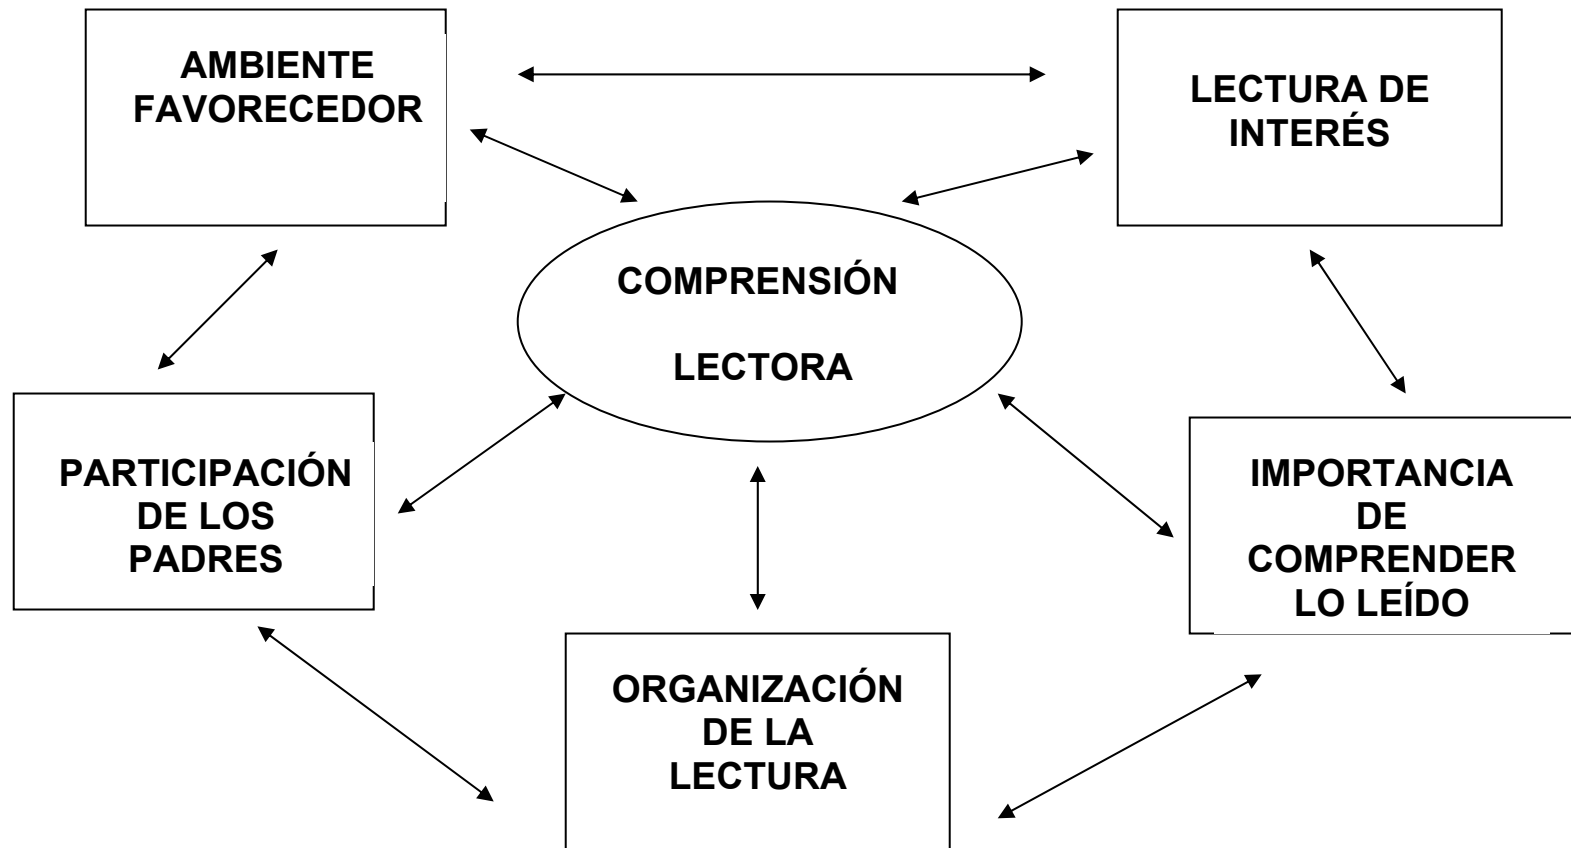 AMBIENTE
FAVORECEDOR
LECTURA DE
INTERÉS
COMPRENSIÓN
LECTORA
PARTICIPACIÓN
DE LOS
PADRES
IMPORTANCIA
DE
COMPRENDER
LO LEÍDO
ORGANIZACIÓN
DE LA
LECTURA